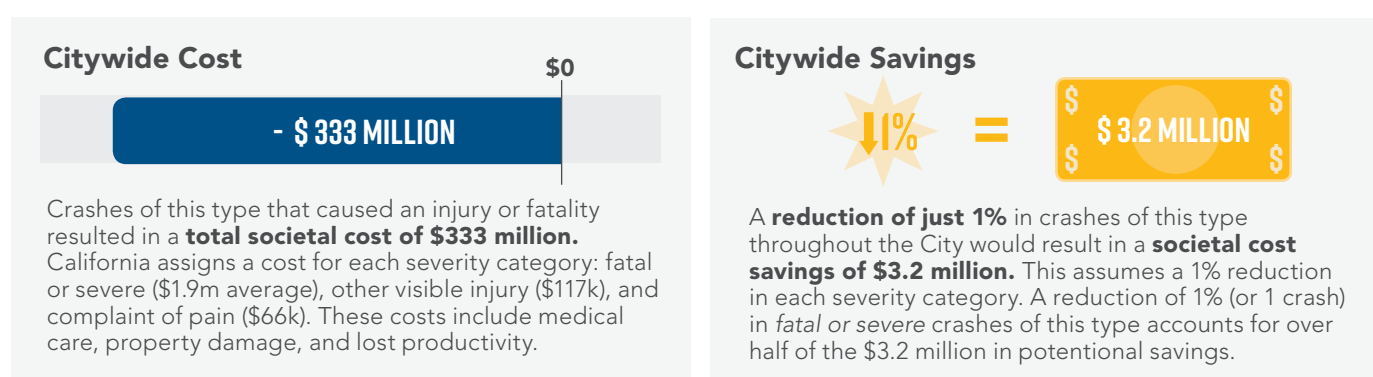 Citywide Cost
$0
- $ 333 MILLION
Crashes of this type that caused an injury or fatality
resulted in a total societal cost of $333 million.
California assigns a cost for each severity category: fatal
or severe ($1.9m average), other visible injury ($117k), and
complaint of pain ($66k). These costs include medical
care, property damage, and lost productivity.
Citywide Savings
1%
=
$ $
$ 3.2 MILLION
$ $
A reduction of just 1% in crashes of this type
throughout the City would result in a societal cost
savings of $3.2 million. This assumes a 1% reduction
in each severity category. A reduction of 1% (or 1 crash)
in fatal or severe crashes of this type accounts for over
half of the $3.2 million in potentional savings.